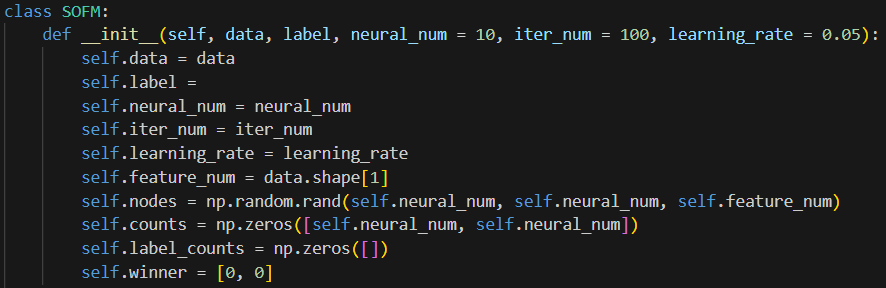 class SOFM:
    def __init__(self, data, label, neural_num = 10, iter_num = 100, learning_rate = 0.05):
        self.data = data
        self.label =
        self.neural_num = neural_num
        self.iter_num = iter_num
        self.learning_rate = learning_rate
        self.feature_num = data.shape[1]
        self.nodes = np.random.rand(self.neural_num, self.neural_num, self.feature_num)
        self.counts = np.zeros([self.neural_num, self.neural_num])
        self.label_counts = np.zeros([])
        self.winner = [0, 0]